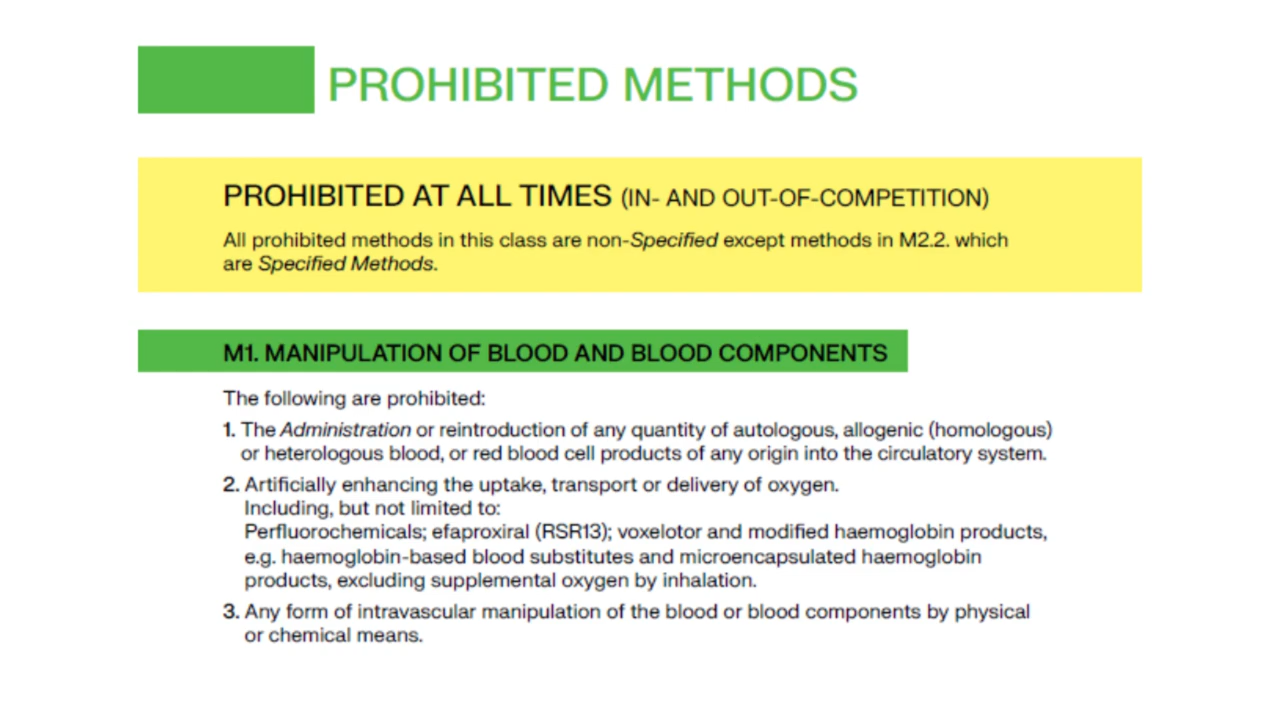 PROHIBITED METHODS
PROHIBITED AT ALL TIMES (IN- AND OUT-OF-COMPETITION)
All prohibited methods in this class are non-Specified except methods in M2.2. which
are Specified Methods.
M1. MANIPULATION OF BLOOD AND BLOOD COMPONENTS
The following are prohibited:
1. The Administration or reintroduction of any quantity of autologous, allogenic (homologous)
or heterologous blood, or red blood cell products of any origin into the circulatory system.
2. Artificially enhancing the uptake, transport or delivery of oxygen.
Including, but not limited to:
Perfluorochemicals; efaproxiral (RSR13); voxelotor and modified haemoglobin products,
e.g. haemoglobin-based blood substitutes and microencapsulated haemoglobin
products, excluding supplemental oxygen by inhalation.
3. Any form of intravascular manipulation of the blood or blood components by physical
or chemical means.